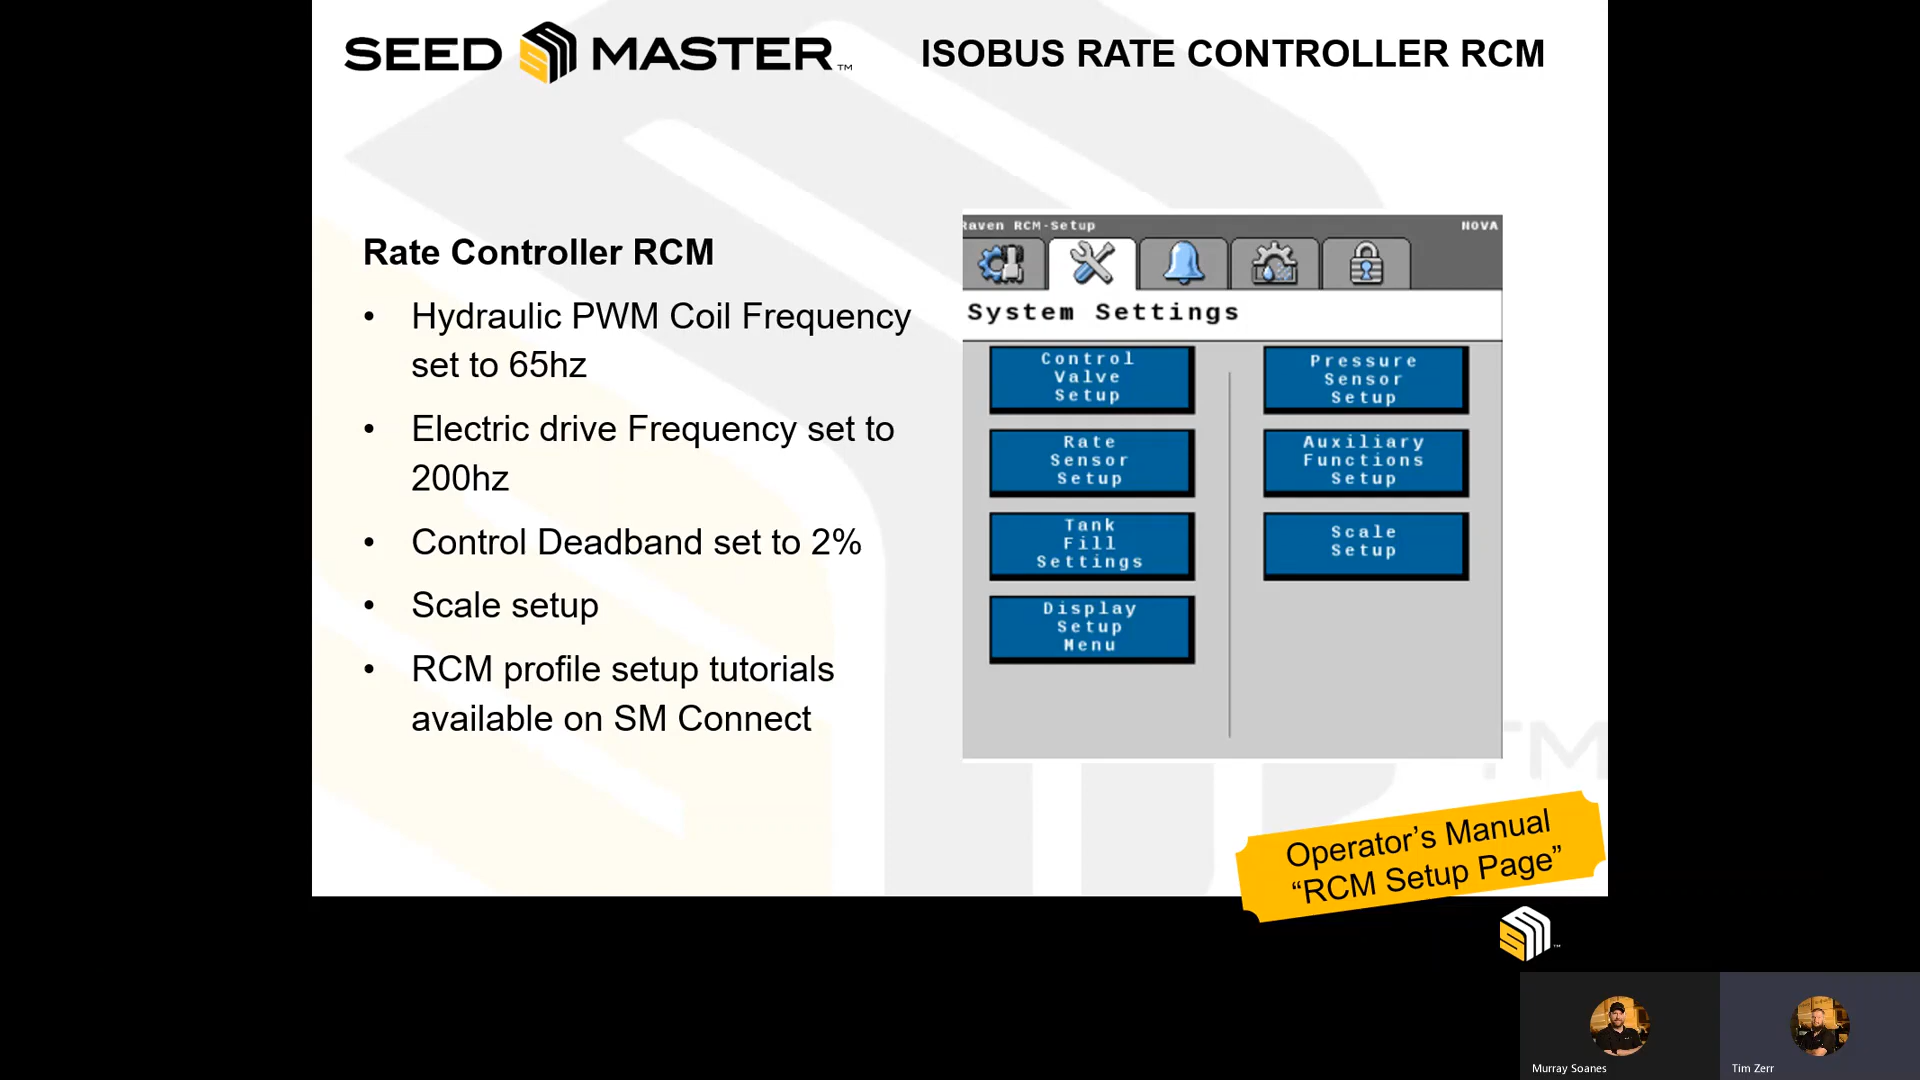 SEED MASTER™
ISOBUS RATE CONTROLLER RCM
Rate Controller RCM
• Hydraulic PWM Coil Frequency
set to 65hz
• Electric drive Frequency set to
200hz
• Control Deadband set to 2%
• Scale setup
• RCM profile setup tutorials
available on SM Connect
Raven RCM-Setup
NOVA
System Settings
Control
Valve
Setup
Pressure
Sensor
Setup
Rate
Sensor
Setup
Auxiliary
Functions
Setup
Tank
Fill
Settings
Scale
Setup
Display
Setup
Menu
TM
Operator’s Manual
“RCM Setup Page”
Murray Soanes
Tim Zerr